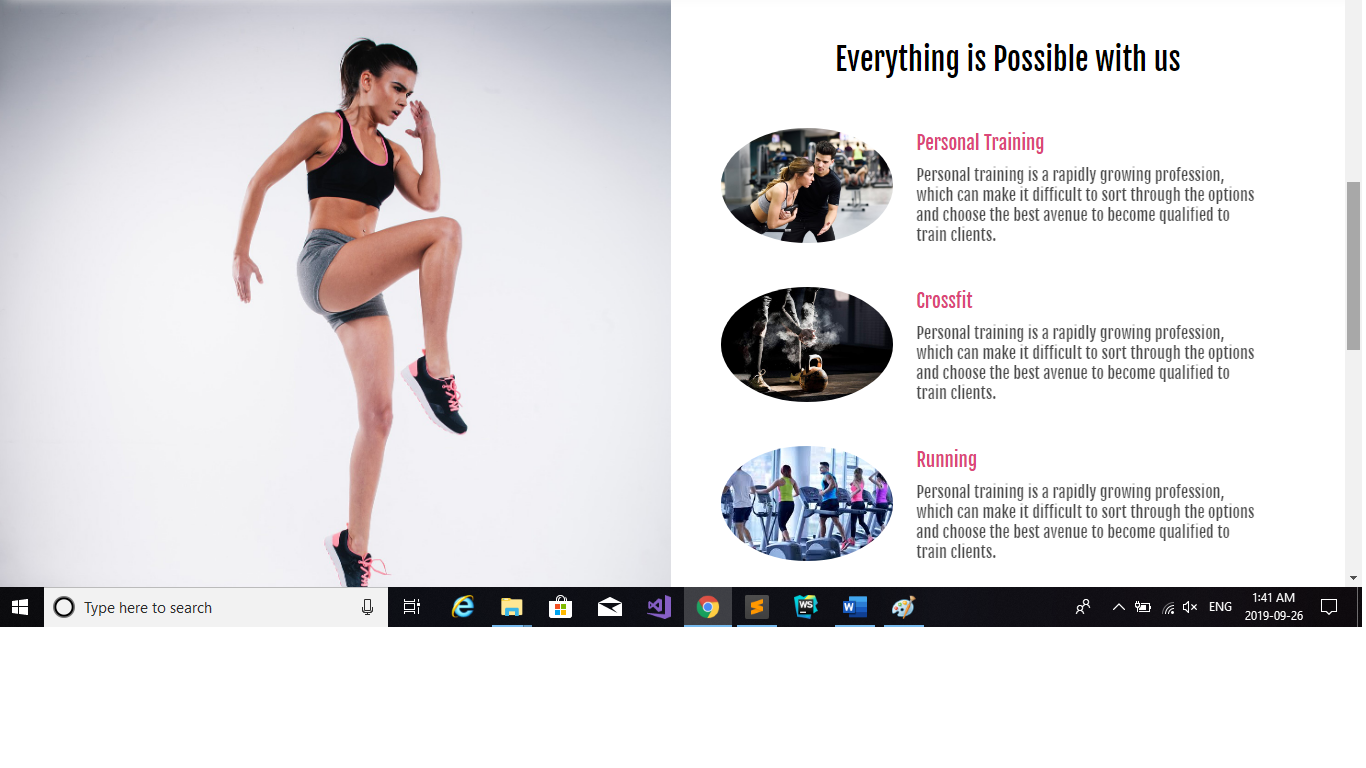 Everything is Possible with us
Personal Training
Personal training is a rapidly growing profession,
which can make it difficult to sort through the options
and choose the best avenue to become qualified to
train clients.
Crossfit
Personal training is a rapidly growing profession,
which can make it difficult to sort through the options
and choose the best avenue to become qualified to
train clients.
Running
Personal training is a rapidly growing profession,
which can make it difficult to sort through the options
and choose the best avenue to become qualified to
train clients.
Type here to search
WS
W
ENG
1:41 AM
2019-09-26